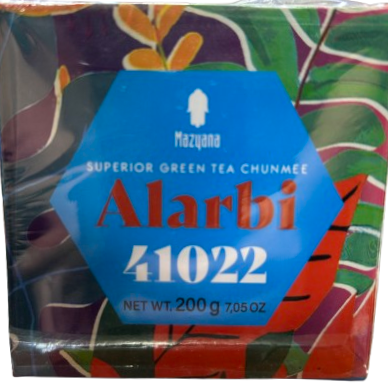 Mazyana
SUPERIOR GREEN TEA CHUNMEE
Alarbi
41022
NET WT. 200 g 7,05 OZ